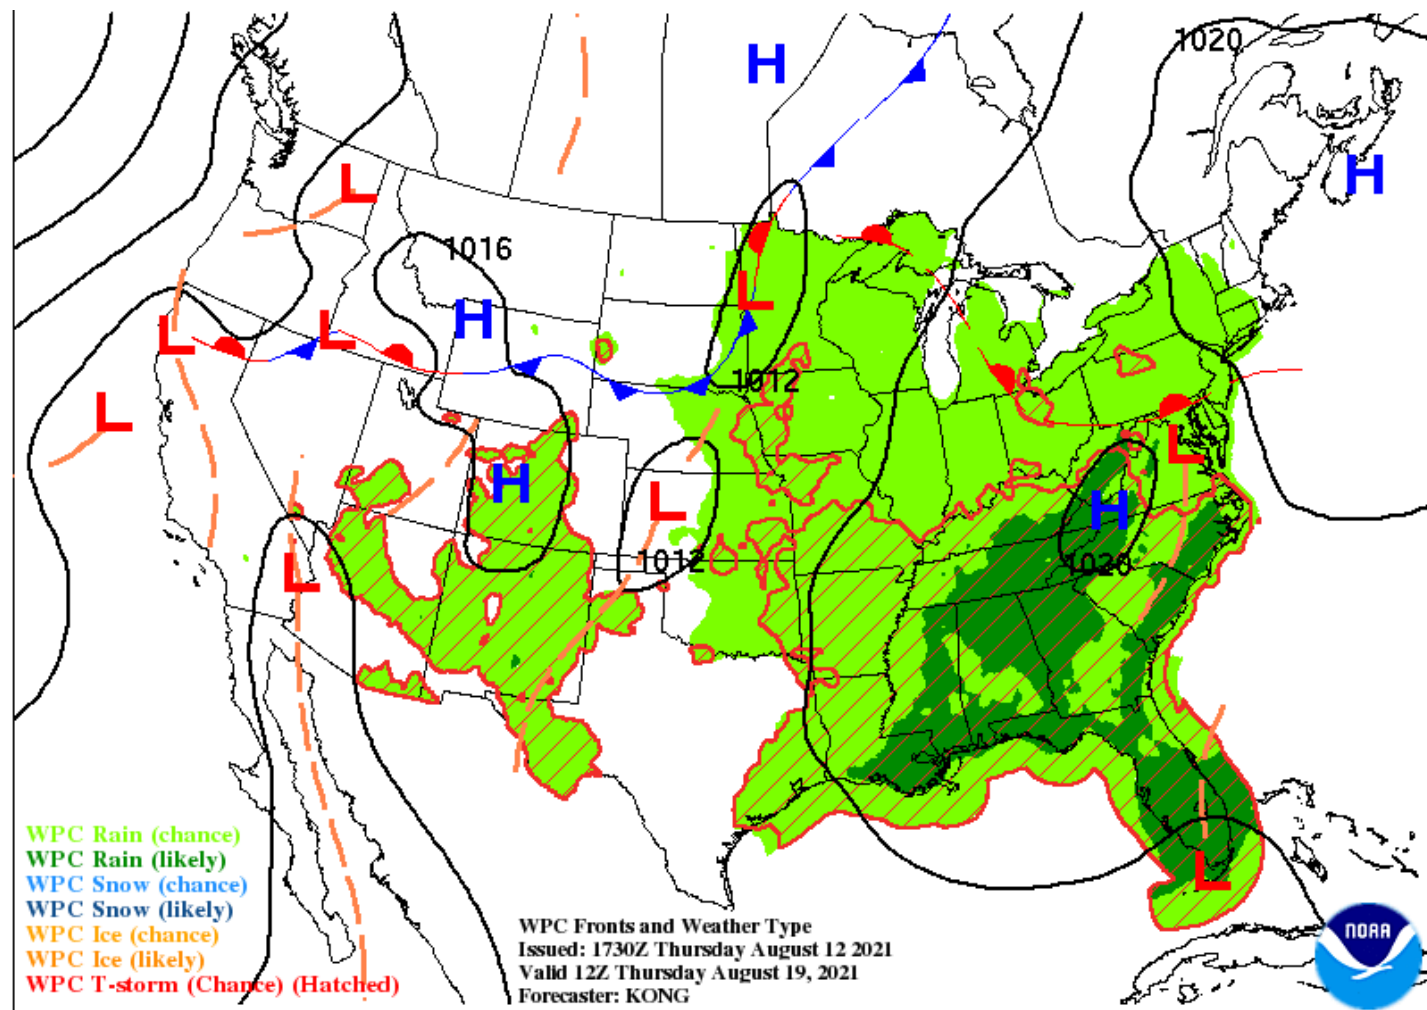 1020
H
H
L
1016
H
L
L
L
1012
L
L
H
L
H
1012
1020
L
L
WPC Rain (chance)
WPC Rain (likely)
WPC Snow (chance)
WPC Snow (likely)
WPC Ice (chance)
WPC Ice (likely)
WPC T-storm (Chance) (Hatched)
WPC Fronts and Weather Type
Issued: 1730Z Thursday August 12 2021
Valid 12Z Thursday August 19, 2021
Forecaster: KONG
NOAA